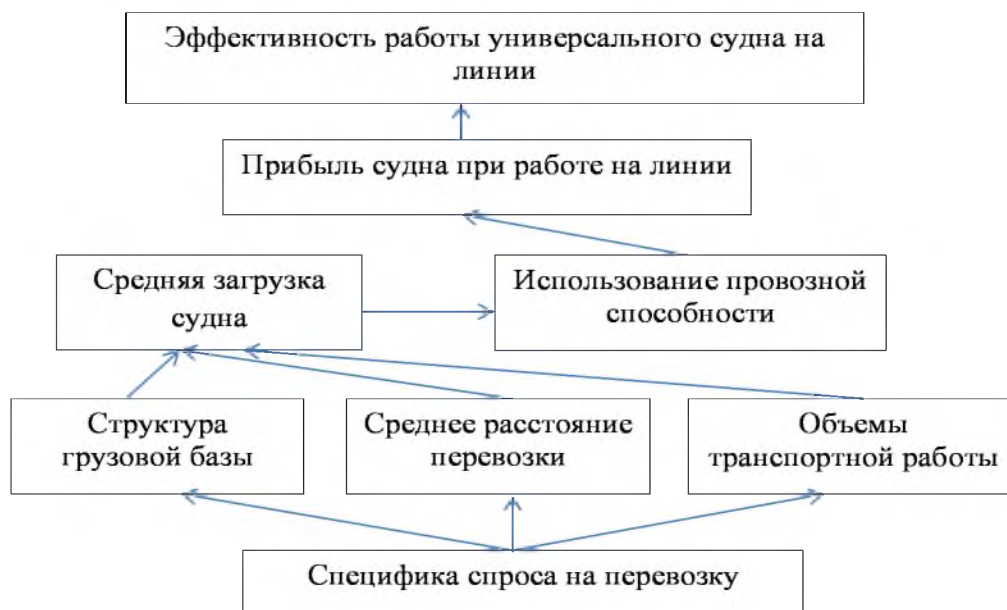 Эффективность работы универсального судна на
линии
Прибыль судна при работе на линии
Средняя загрузка
судна
Использование провозной
способности
Структура
грузовой базы
Среднее расстояние
перевозки
Объемы
транспортной работы
Специфика спроса на перевозку